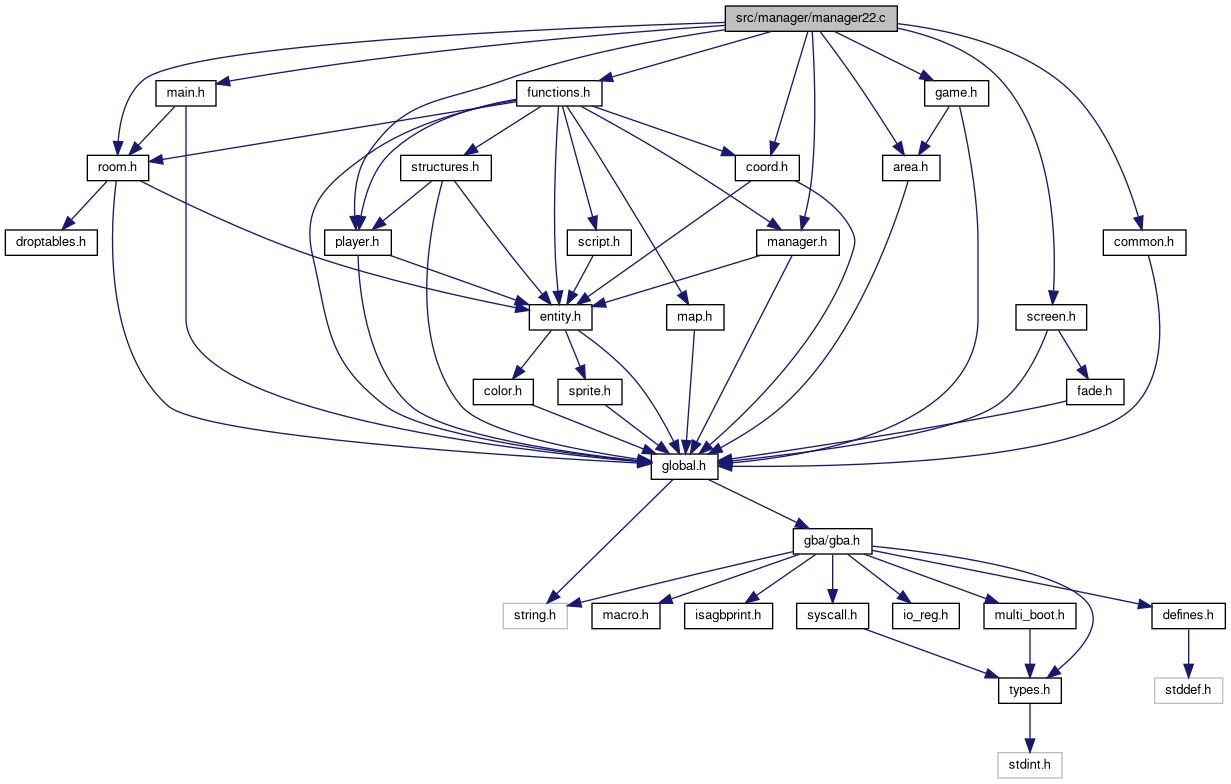 src/manager/manager22.c
main.h
functions.h
game.h
room.h
structures.h
coord.h
area.h
droptables.h
player.h
script.h
manager.h
common.h
entity.h
map.h
screen.h
color.h
sprite.h
fade.h
global.h
gba/gba.h
string.h
macro.h
isagbprint.h
syscall.h
io_reg.h
multi_boot.h
defines.h
types.h
stddef.h
stdint.h